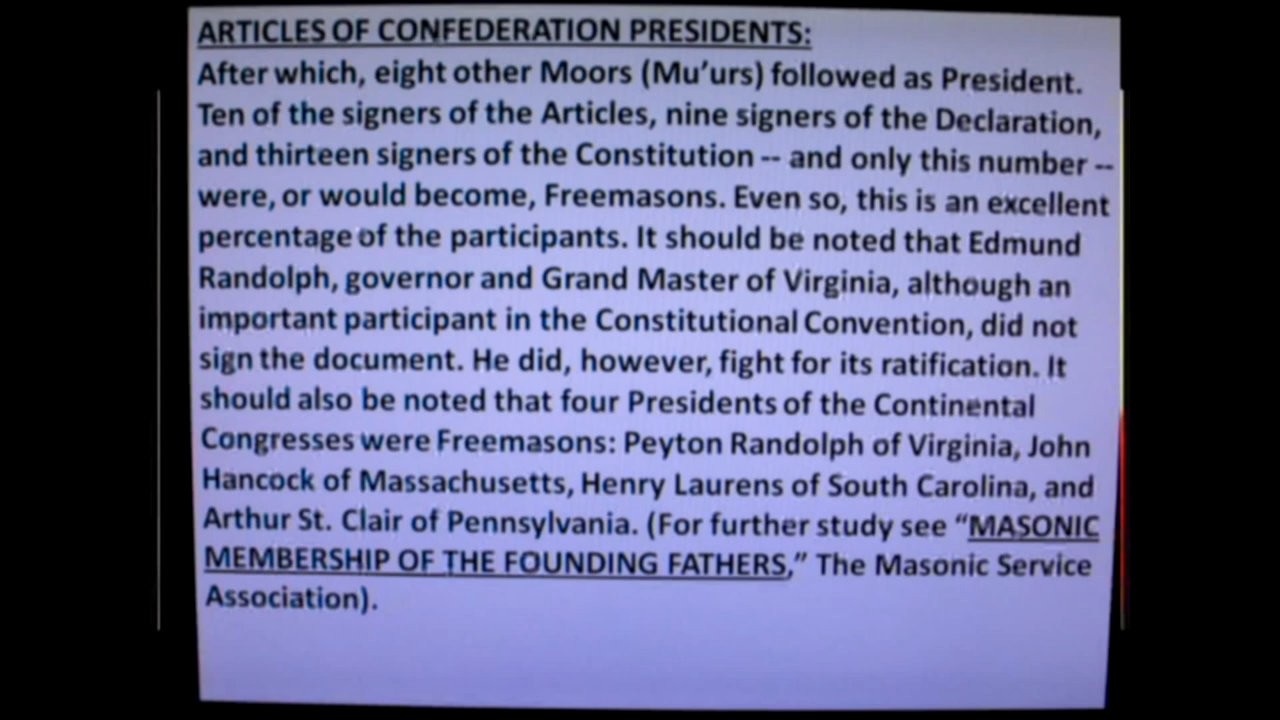 ARTICLES OF CONFEDERATION PRESIDENTS:
After which, eight other Moors (Mu’urs) followed as President.
Ten of the signers of the Articles, nine signers of the Declaration,
and thirteen signers of the Constitution -- and only this number --
were, or would become, Freemasons. Even so, this is an excellent
percentage of the participants. It should be noted that Edmund
Randolph, governor and Grand Master of Virginia, although an
important participant in the Constitutional Convention, did not
sign the document. He did, however, fight for its ratification. It
should also be noted that four Presidents of the Continental
Congresses were Freemasons: Peyton Randolph of Virginia, John
Hancock of Massachusetts, Henry Laurens of South Carolina, and
Arthur St. Clair of Pennsylvania. (For further study see “MASONIC
MEMBERSHIP OF THE FOUNDING FATHERS,” The Masonic Service
Association).